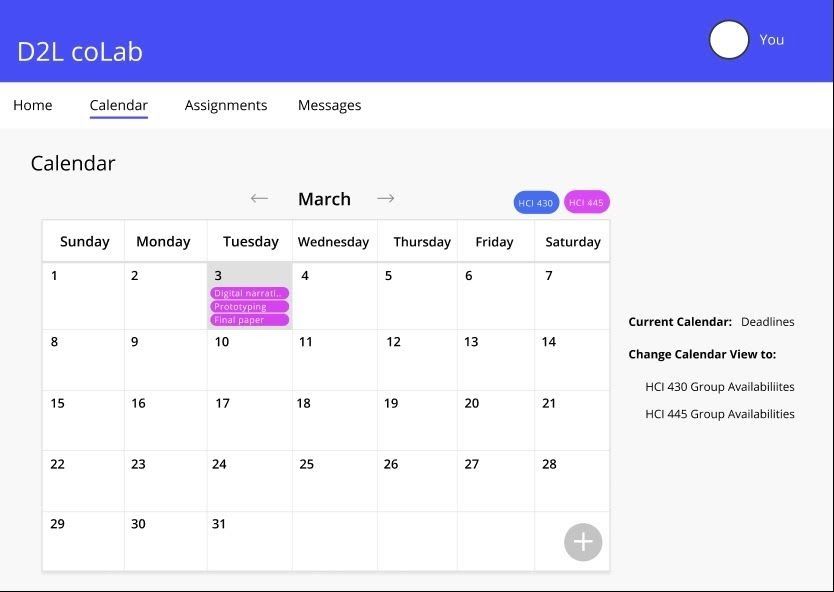 D2L coLab
You
Home Calendar Assignments Messages
Calendar
← March →
HCI 430 HCI 445
Sunday Monday Tuesday Wednesday Thursday Friday Saturday
1 2 3 4 5 6 7
Digital narrati..
Prototyping
Final paper
8 9 10 11 12 13 14
15 16 17 18 19 20 21
22 23 24 25 26 27 28
29 30 31
+
Current Calendar: Deadlines
Change Calendar View to:
HCI 430 Group Availabiliites
HCI 445 Group Availabilities